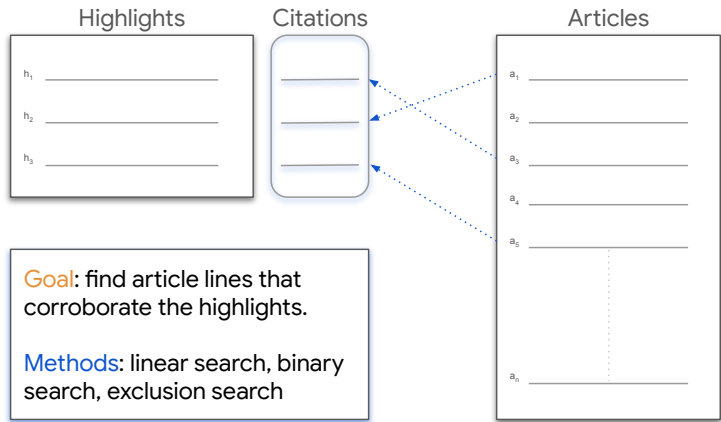 Highlights
Citations
Articles
h₁
h₂
h₃
a₁
a₂
a₃
a₄
a₅
aₙ
Goal: find article lines that
corroborate the highlights.
Methods: linear search, binary
search, exclusion search